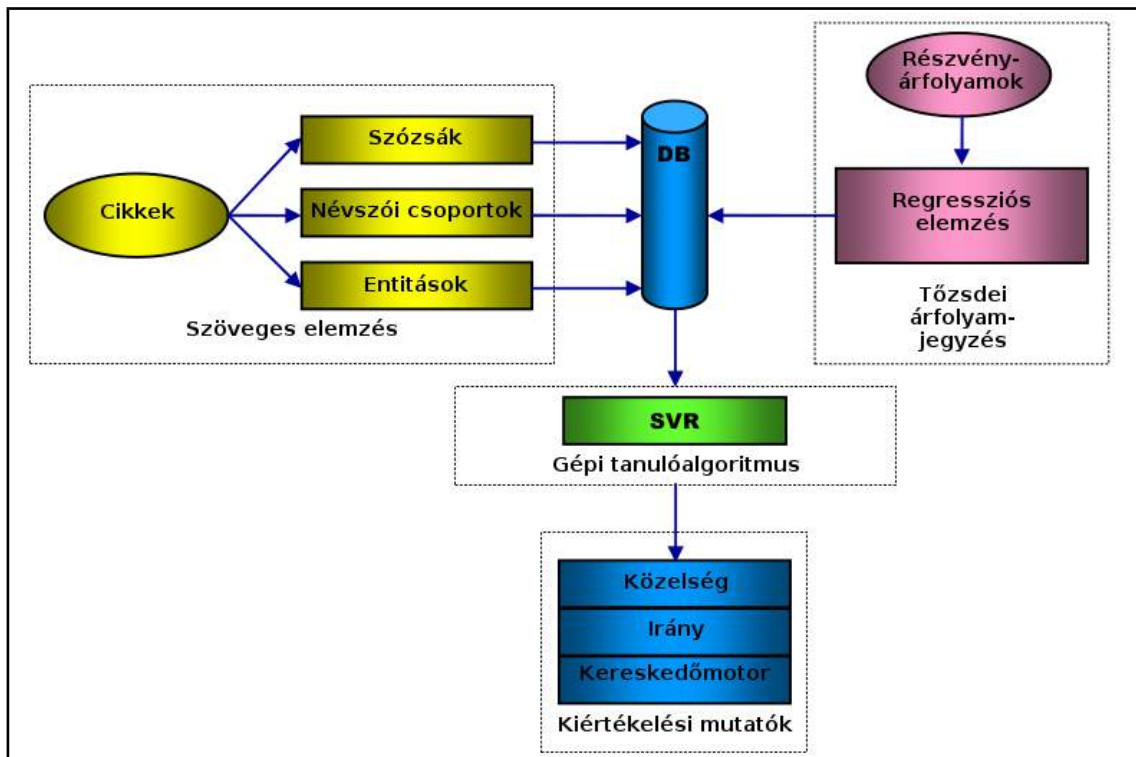 Cikkek
Szózsák
Névszói csoportok
Entitások
Szöveges elemzés
DB
Részvény-
árfolyamok
Regressziós
elemzés
Tőzsdei
árfolyam-
jegyzés
SVR
Gépi tanulóalgoritmus
Közelség
Irány
Kereskedőmotor
Kiértékelési mutatók